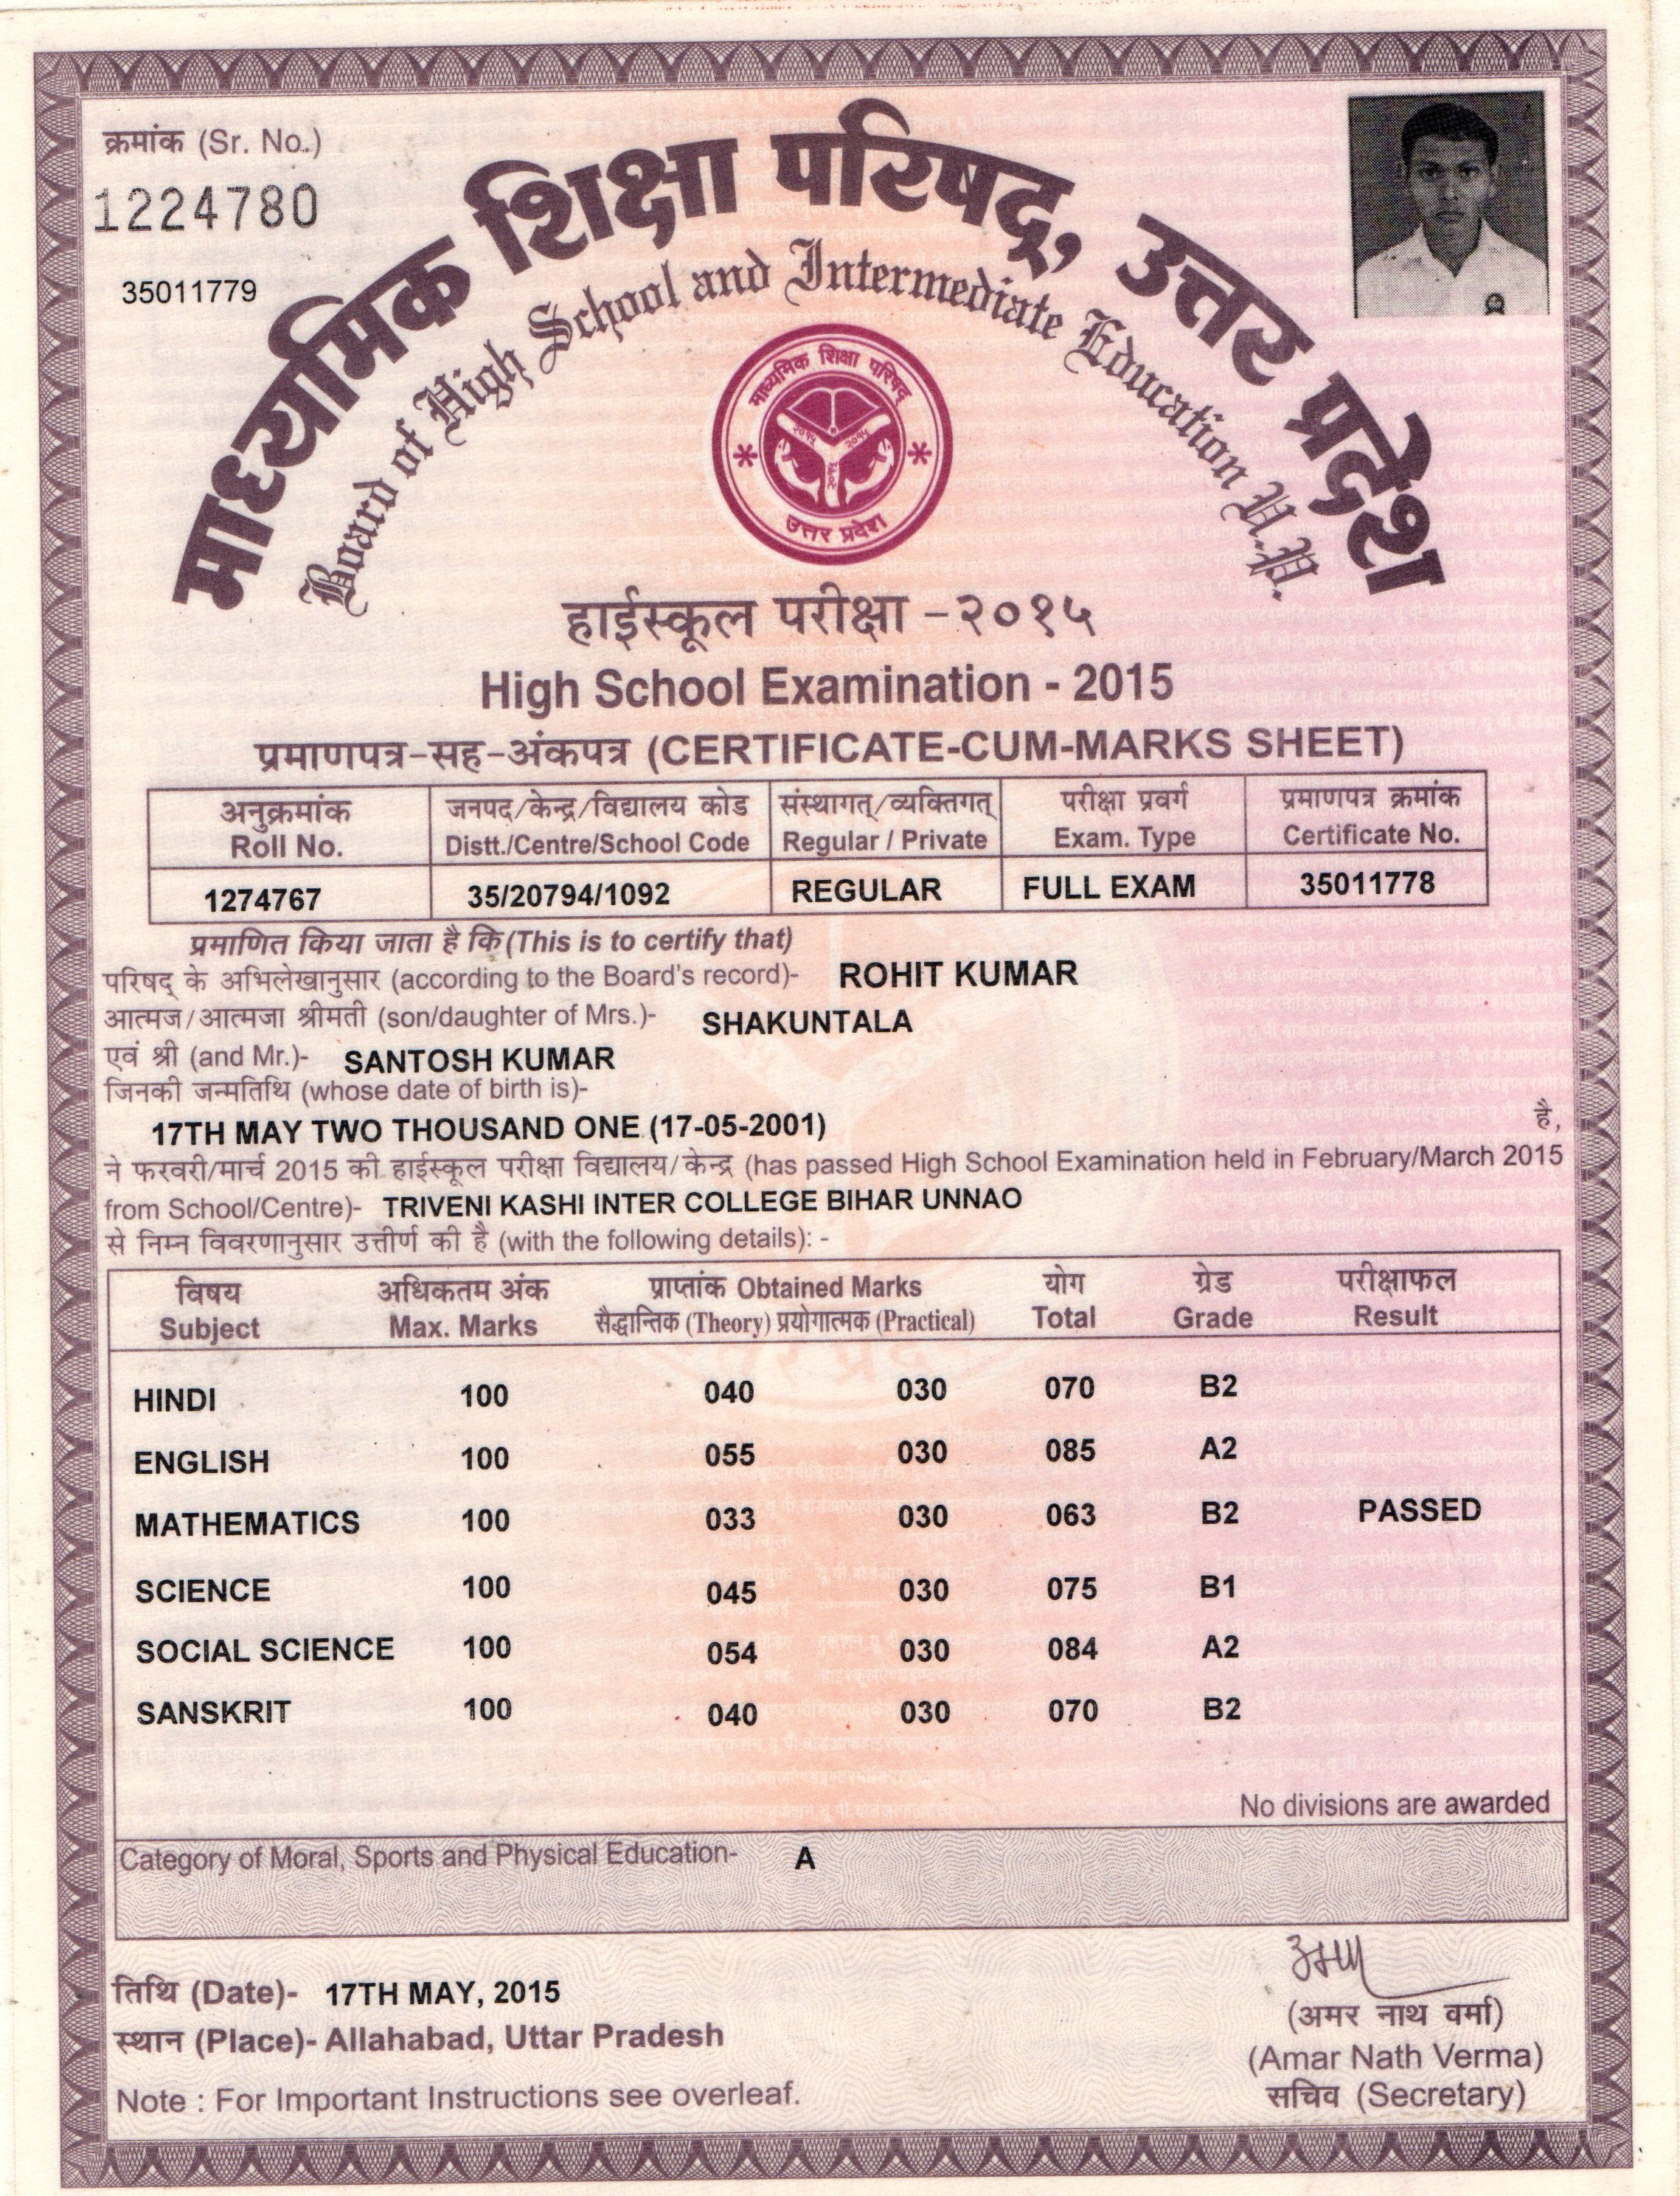 क्रमांक (Sr. No.)
1224780
35011779
माध्यमिक शिक्षा परिषद्, उत्तर प्रदेश
Board of High School and Intermediate Education U.P.
माध्यमिक शिक्षा परिषद्
२०१५ २०१५
२०१५
उत्तर प्रदेश
हाईस्कूल परीक्षा -२०१५
High School Examination - 2015
प्रमाणपत्र-सह-अंकपत्र (CERTIFICATE-CUM-MARKS SHEET)
अनुक्रमांक जनपद/केन्द्र/विद्यालय कोड संस्थागत्/व्यक्तिगत् परीक्षा प्रवर्ग प्रमाणपत्र क्रमांक
Roll No. Distt./Centre/School Code Regular / Private Exam. Type Certificate No.
1274767 35/20794/1092 REGULAR FULL EXAM 35011778
प्रमाणित किया जाता है कि (This is to certify that)
परिषद् के अभिलेखानुसार (according to the Board's record)- ROHIT KUMAR
आत्मज/आत्मजा श्रीमती (son/daughter of Mrs.)- SHAKUNTALA
एवं श्री (and Mr.)- SANTOSH KUMAR
जिनकी जन्मतिथि (whose date of birth is)-
17TH MAY TWO THOUSAND ONE (17-05-2001) है,
ने फरवरी/मार्च 2015 की हाईस्कूल परीक्षा विद्यालय/केन्द्र (has passed High School Examination held in February/March 2015
from School/Centre)- TRIVENI KASHI INTER COLLEGE BIHAR UNNAO
से निम्न विवरणानुसार उत्तीर्ण की है (with the following details): -
विषय अधिकतम अंक प्राप्तांक Obtained Marks योग ग्रेड परीक्षाफल
Subject Max. Marks सैद्धान्तिक (Theory) प्रयोगात्मक (Practical) Total Grade Result
HINDI 100 040 030 070 B2
ENGLISH 100 055 030 085 A2
MATHEMATICS 100 033 030 063 B2 PASSED
SCIENCE 100 045 030 075 B1
SOCIAL SCIENCE 100 054 030 084 A2
SANSKRIT 100 040 030 070 B2
No divisions are awarded
Category of Moral, Sports and Physical Education- A
तिथि (Date)- 17TH MAY, 2015
स्थान (Place)- Allahabad, Uttar Pradesh
Note : For Important Instructions see overleaf.
(अमर नाथ वर्मा)
(Amar Nath Verma)
सचिव (Secretary)